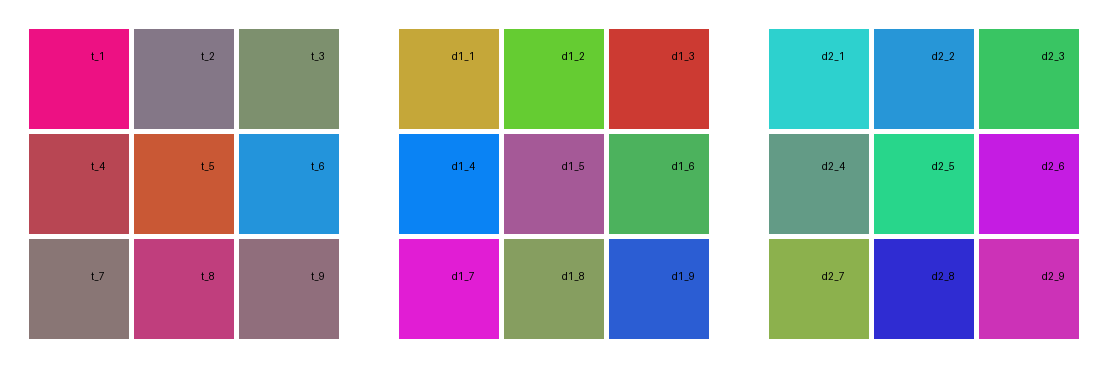 t_1 t_2 t_3 d1_1 d1_2 d1_3 d2_1 d2_2 d2_3
t_4 t_5 t_6 d1_4 d1_5 d1_6 d2_4 d2_5 d2_6
t_7 t_8 t_9 d1_7 d1_8 d1_9 d2_7 d2_8 d2_9